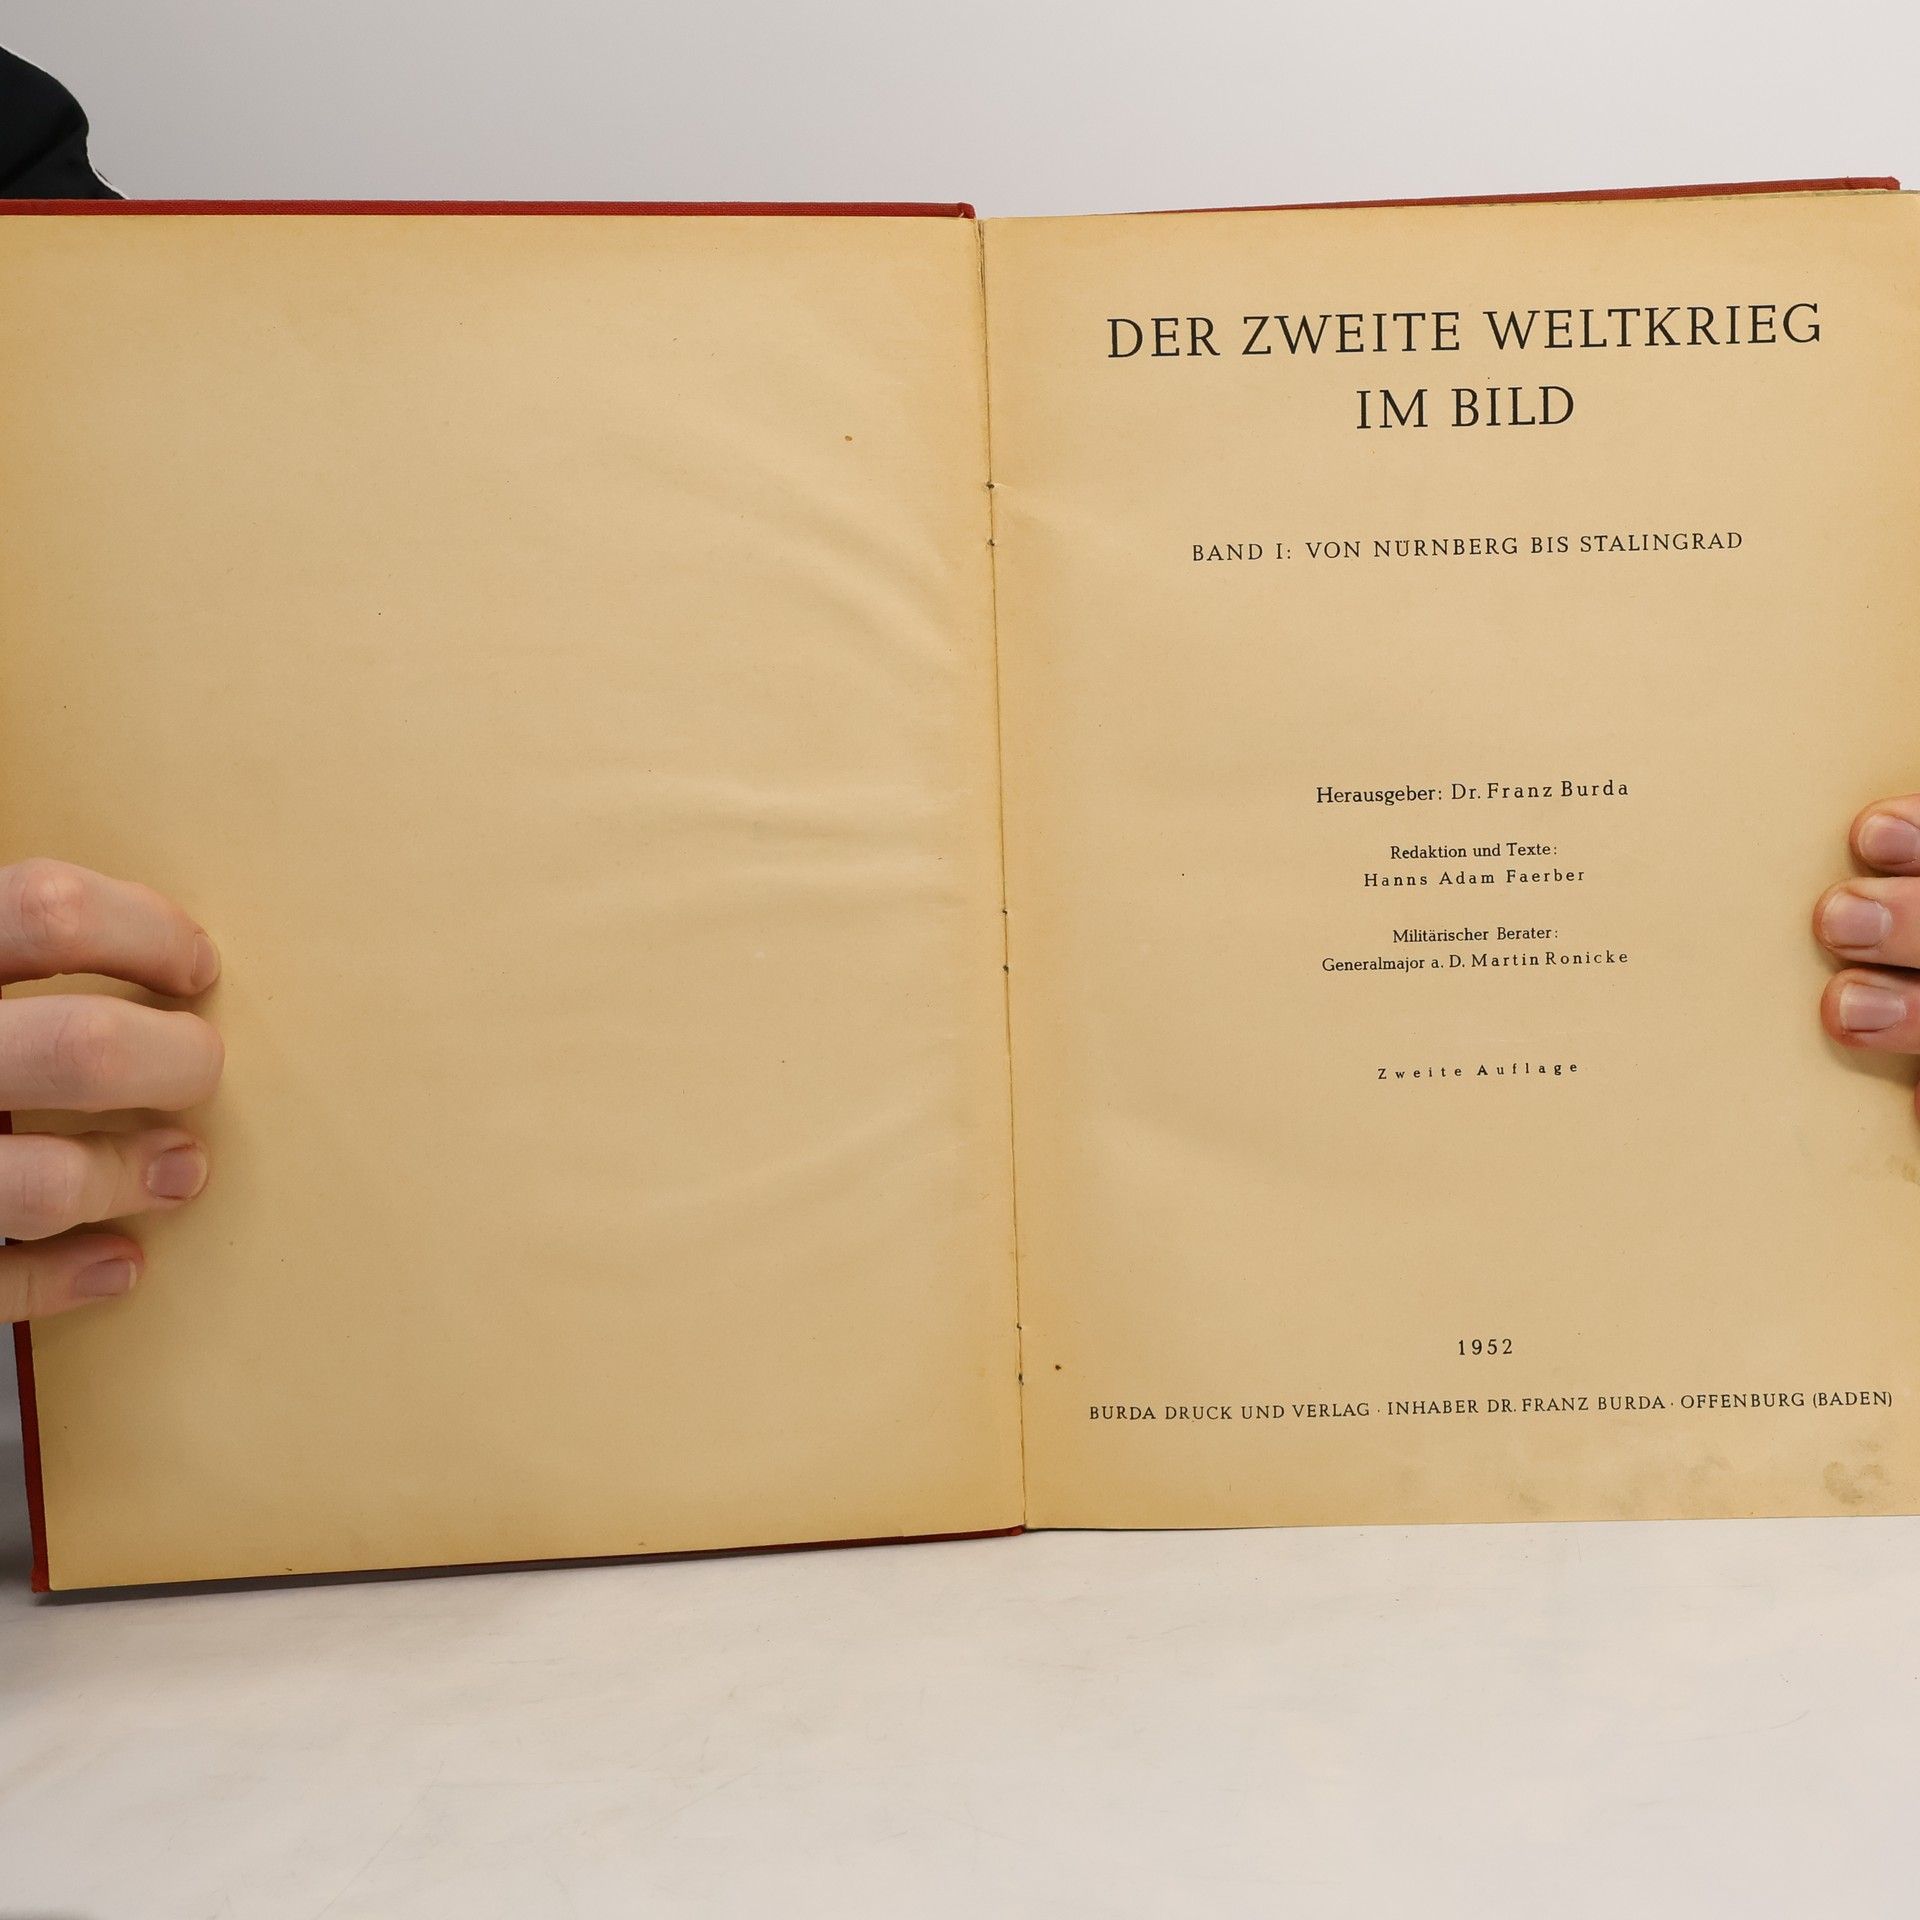 DER ZWEITE WELTKRIEG
IM BILD
BAND I: VON NÜRNBERG BIS STALINGRAD
Herausgeber: Dr. Franz Burda
Redaktion und Texte:
Hanns Adam Faerber
Militärischer Berater:
Generalmajor a. D. Martin Ronicke
Zweite Auflage
1952
BURDA DRUCK UND VERLAG · INHABER DR. FRANZ BURDA · OFFENBURG (BADEN)